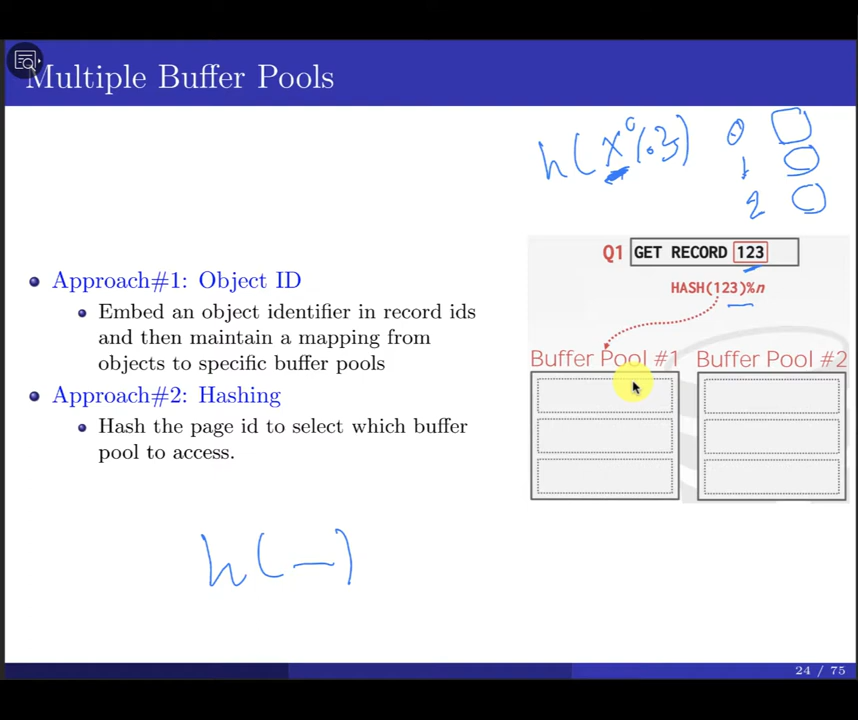 Multiple Buffer Pools
h(x%3)
0
1
2
Approach#1: Object ID
Embed an object identifier in record ids
and then maintain a mapping from
objects to specific buffer pools
Approach#2: Hashing
Hash the page id to select which buffer
pool to access.
Q1 GET RECORD 123
HASH(123)%n
Buffer Pool #1 Buffer Pool #2
h(—)
24 / 75